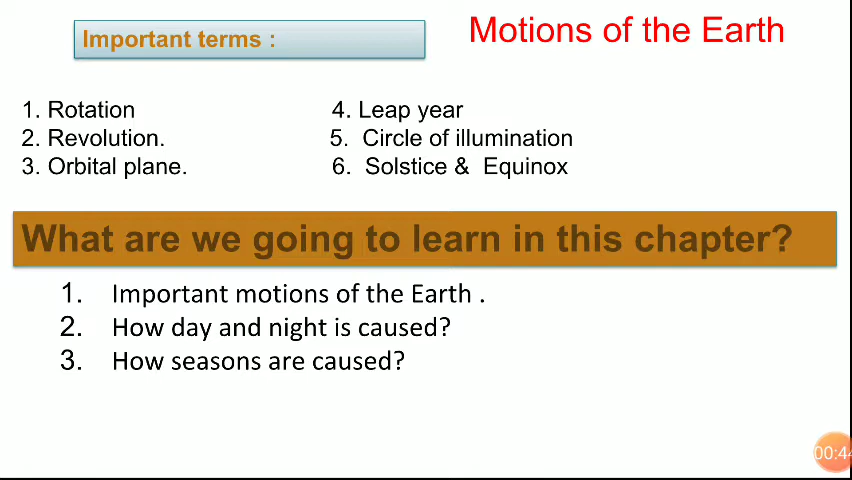 Important terms :
Motions of the Earth
1. Rotation
2. Revolution.
3. Orbital plane.
4. Leap year
5. Circle of illumination
6. Solstice & Equinox
What are we going to learn in this chapter?
1. Important motions of the Earth .
2. How day and night is caused?
3. How seasons are caused?
00:44